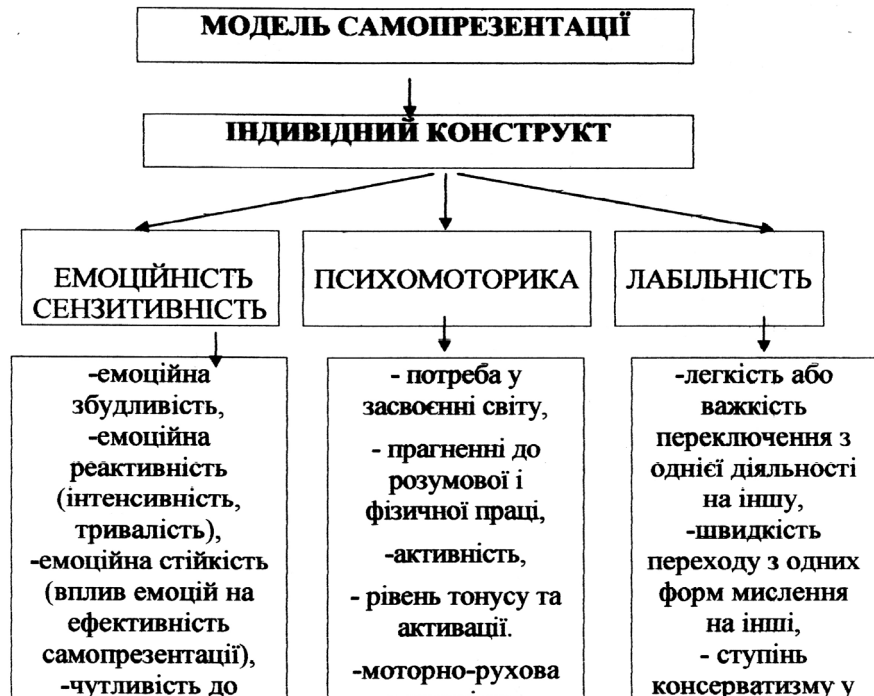 МОДЕЛЬ САМОПРЕЗЕНТАЦІЇ
ІНДИВІДНИЙ КОНСТРУКТ
ЕМОЦІЙНІСТЬ
СЕНЗИТИВНІСТЬ
ПСИХОМОТОРИКА
ЛАБІЛЬНІСТЬ
-емоційна
збудливість,
-емоційна
реактивність
(інтенсивність,
тривалість),
-емоційна стійкість
(вплив емоцій на
ефективність
самопрезентації),
-чутливість до
- потреба у
засвоєнні світу,
- прагненні до
розумової і
фізичної праці,
-активність,
- рівень тонусу та
активації.
-моторно-рухова
-легкість або
важкість
переключення з
однієї діяльності
на іншу,
-швидкість
переходу з одних
форм мислення
на інші,
- ступінь
консерватизму у